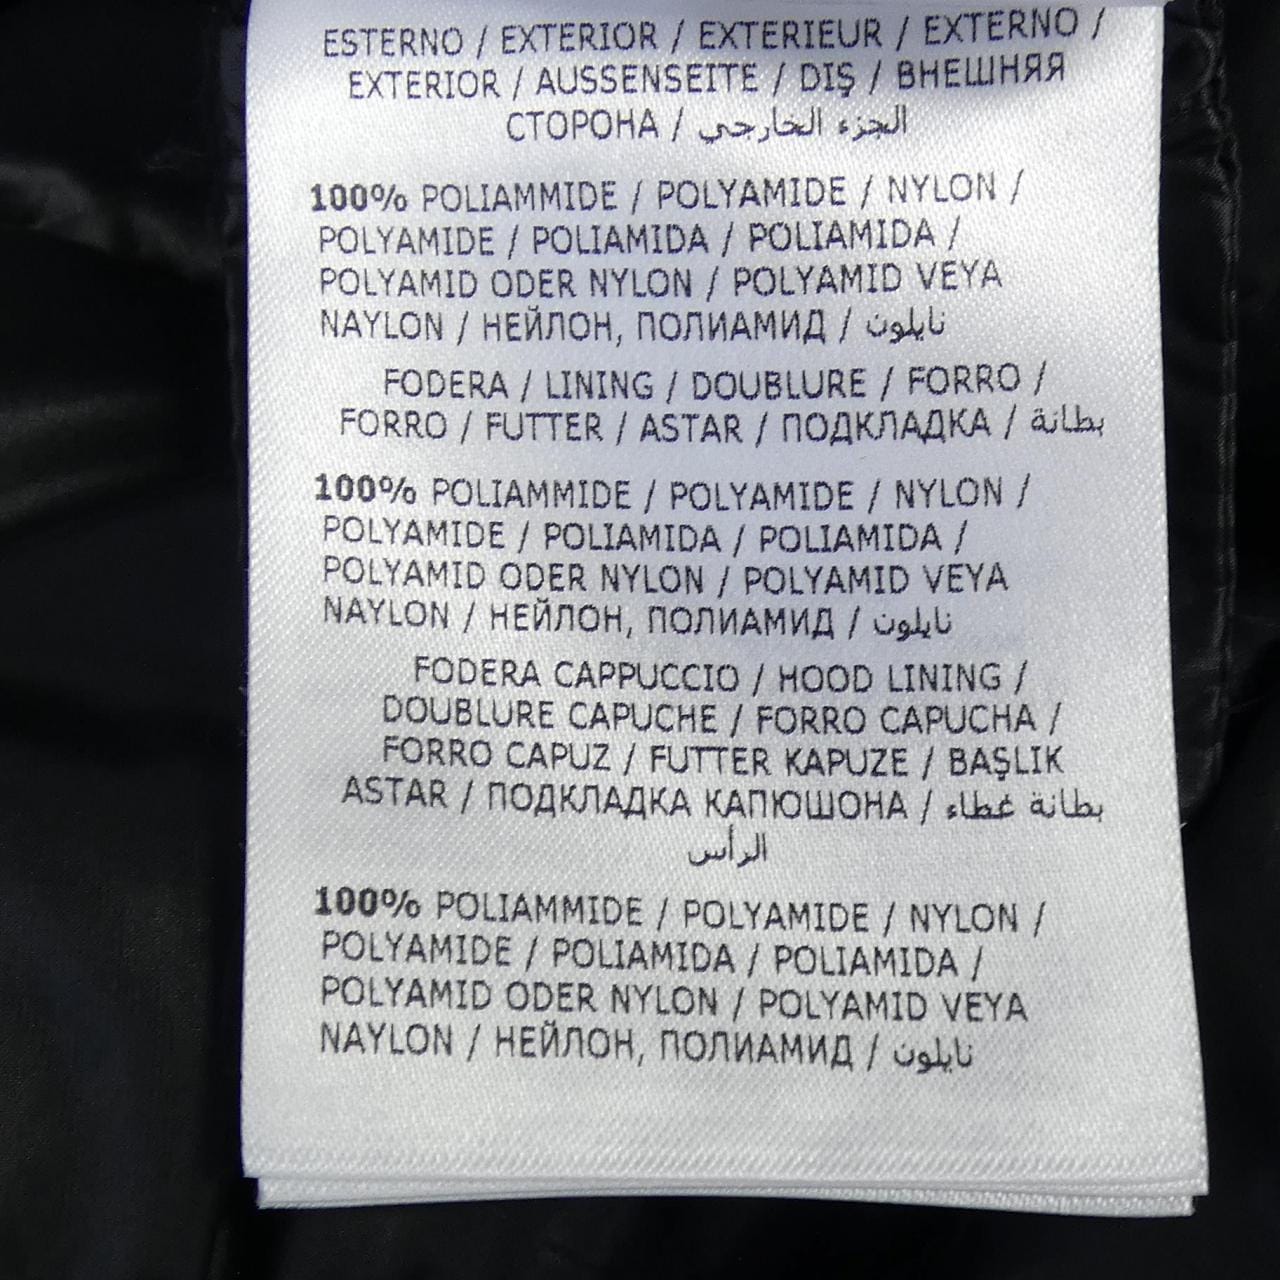 ESTERNO / EXTERIOR / EXTERIEUR / EXTERNO /
EXTERIOR / AUSSENSEITE / DIŞ / ВНЕШНЯЯ
СТОРОНА / الجزء الخارجي
100% POLIAMMIDE / POLYAMIDE / NYLON /
POLYAMIDE / POLIAMIDA / POLIAMIDA /
POLYAMID ODER NYLON / POLYAMID VEYA
NAYLON / НЕЙЛОН, ПОЛИАМИД / نايلون
FODERA / LINING / DOUBLURE / FORRO /
FORRO / FUTTER / ASTAR / ПОДКЛАДКА / بطانة
100% POLIAMMIDE / POLYAMIDE / NYLON /
POLYAMIDE / POLIAMIDA / POLIAMIDA /
POLYAMID ODER NYLON / POLYAMID VEYA
NAYLON / НЕЙЛОН, ПОЛИАМИД / نايلون
FODERA CAPPUCCIO / HOOD LINING /
DOUBLURE CAPUCHE / FORRO CAPUCHA /
FORRO CAPUZ / FUTTER KAPUZE / BAŞLIK
ASTAR / ПОДКЛАДКА КАПЮШОНА / بطانة غطاء
الرأس
100% POLIAMMIDE / POLYAMIDE / NYLON /
POLYAMIDE / POLIAMIDA / POLIAMIDA /
POLYAMID ODER NYLON / POLYAMID VEYA
NAYLON / НЕЙЛОН, ПОЛИАМИД / نايلون